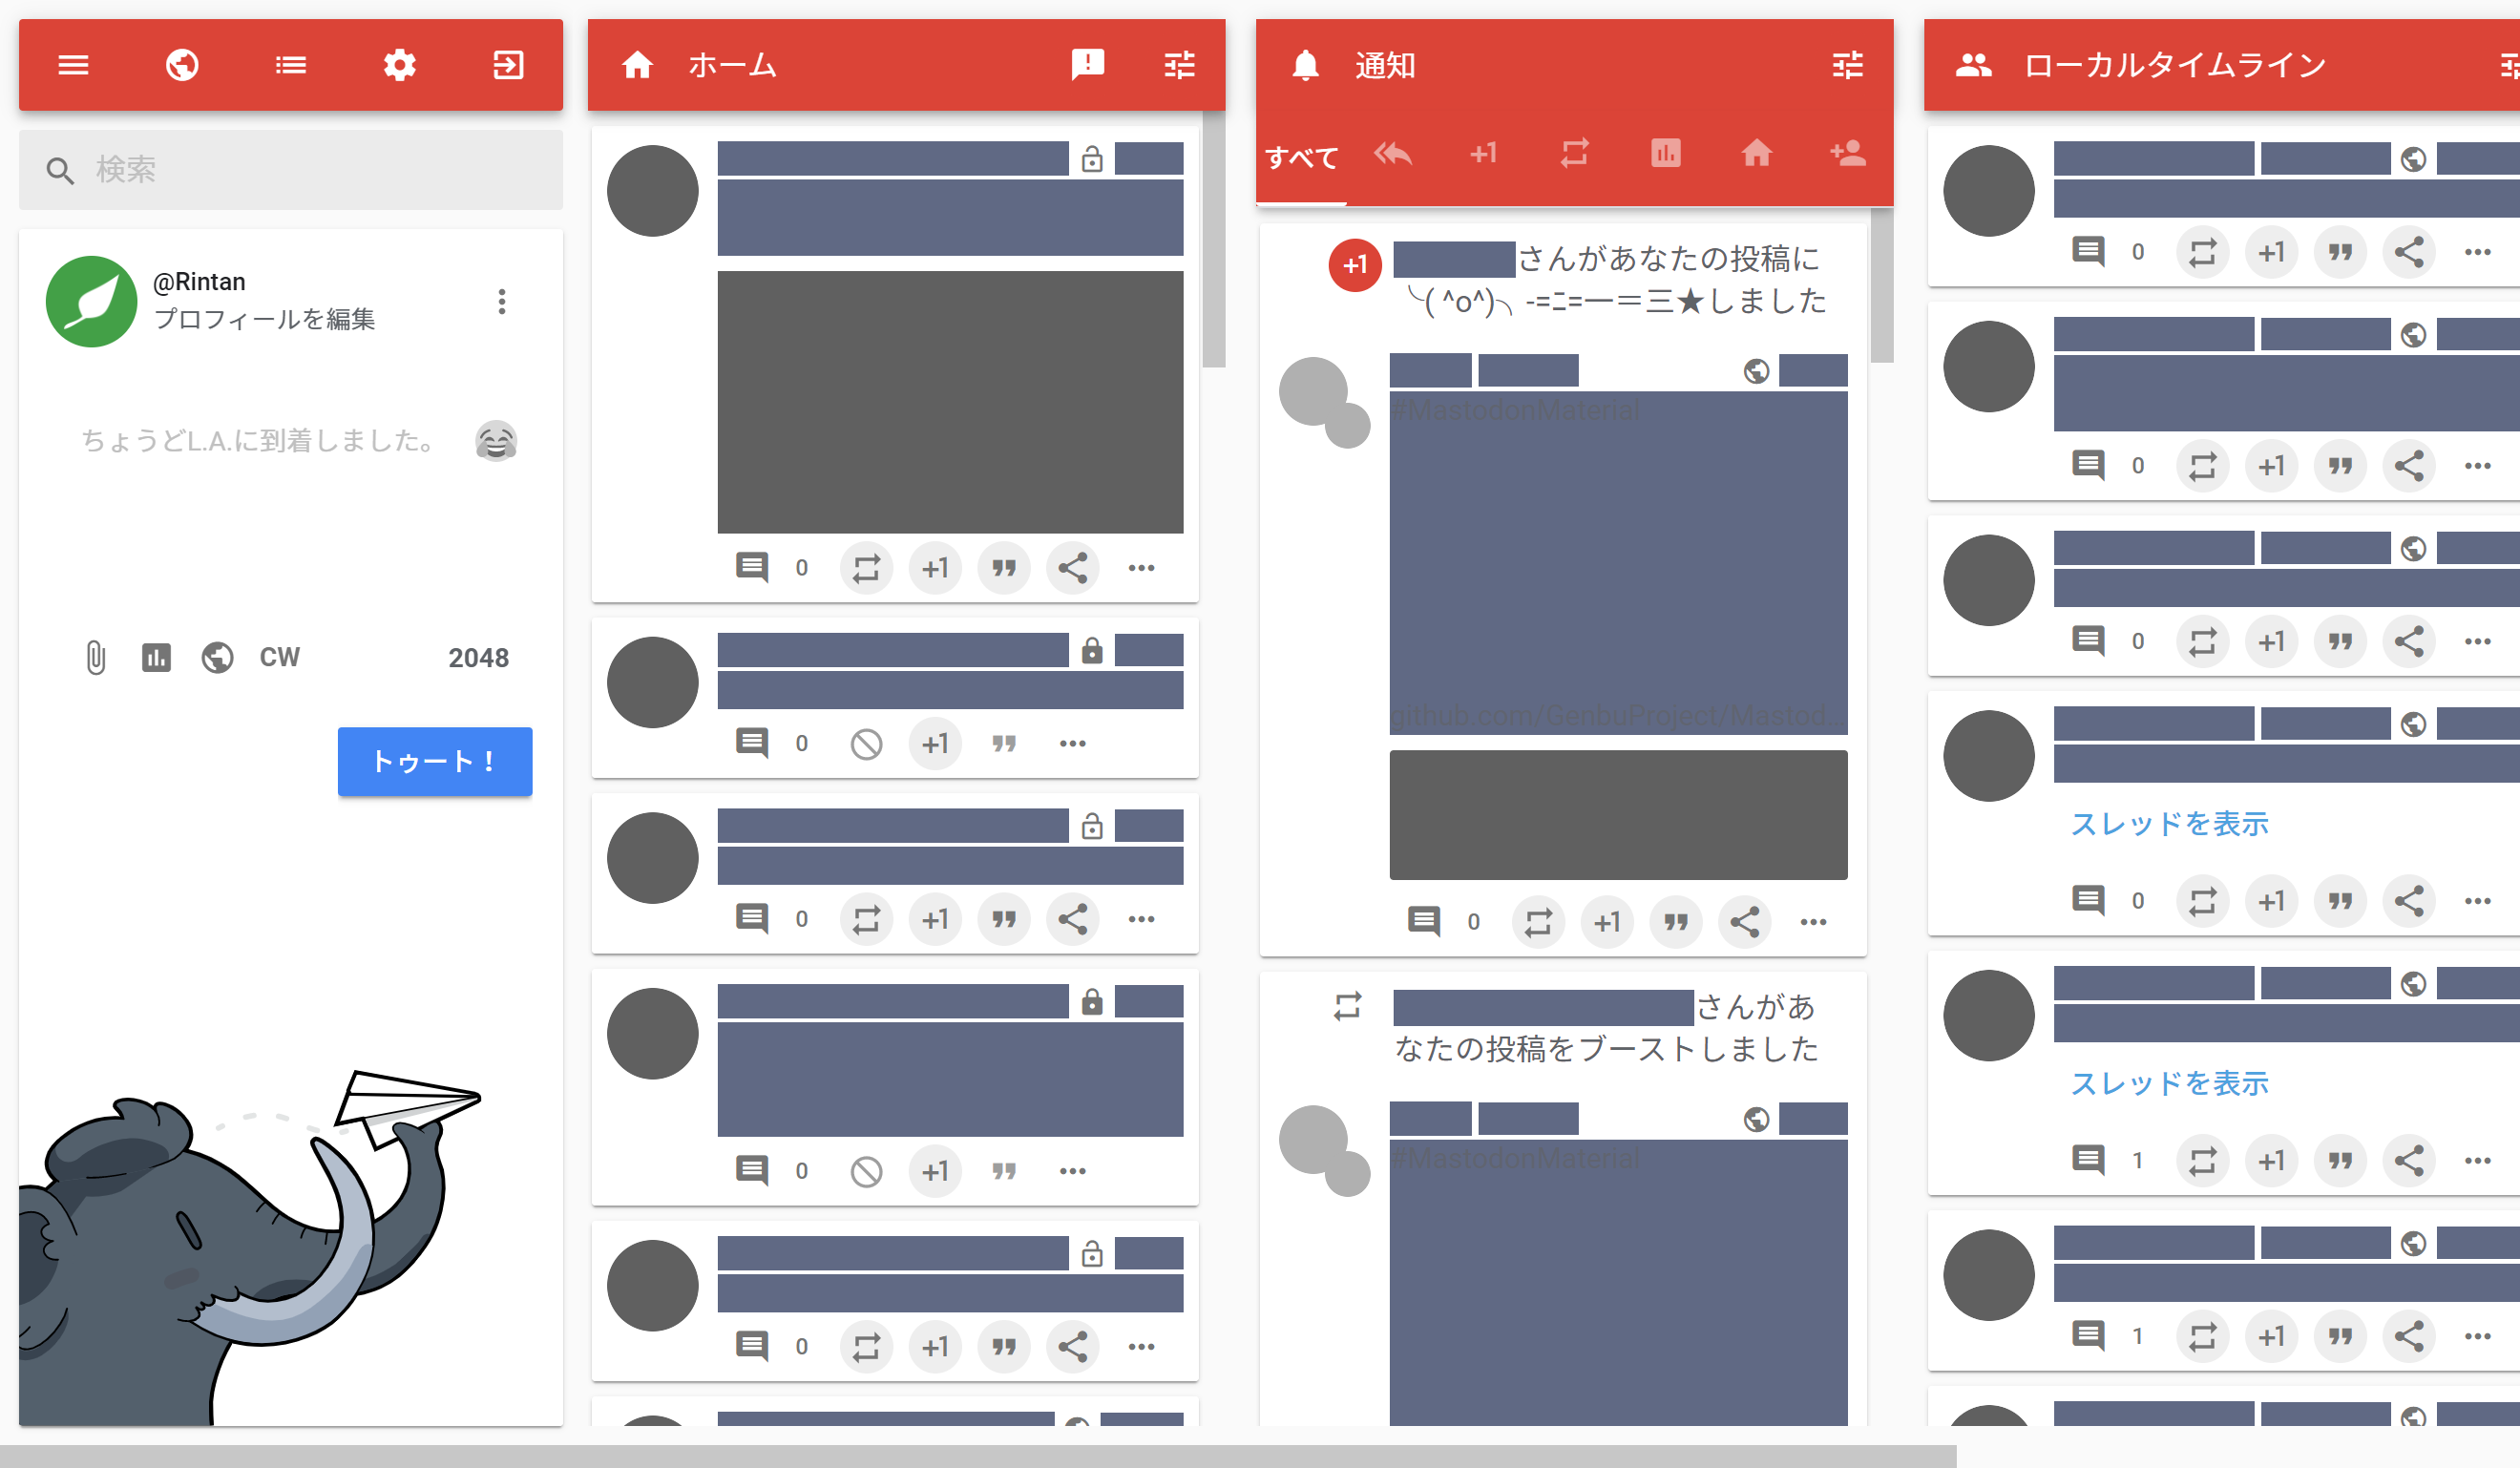 検索
@Rintan
プロフィールを編集
ちょうどL.A.に到着しました。
CW
2048
トゥート！
ホーム
0
+1
0
+1
0
+1
0
+1
0
+1
通知
すべて
+1
+1
さんがあなたの投稿に
╰( ^o^)╮-=ﾆ=一＝三★しました
#MastodonMaterial
github.com/GenbuProject/Mastod...
0
+1
さんがあ
なたの投稿をブーストしました
#MastodonMaterial
ローカルタイムライン
0
+1
0
+1
0
+1
スレッドを表示
0
+1
スレッドを表示
1
+1
1
+1